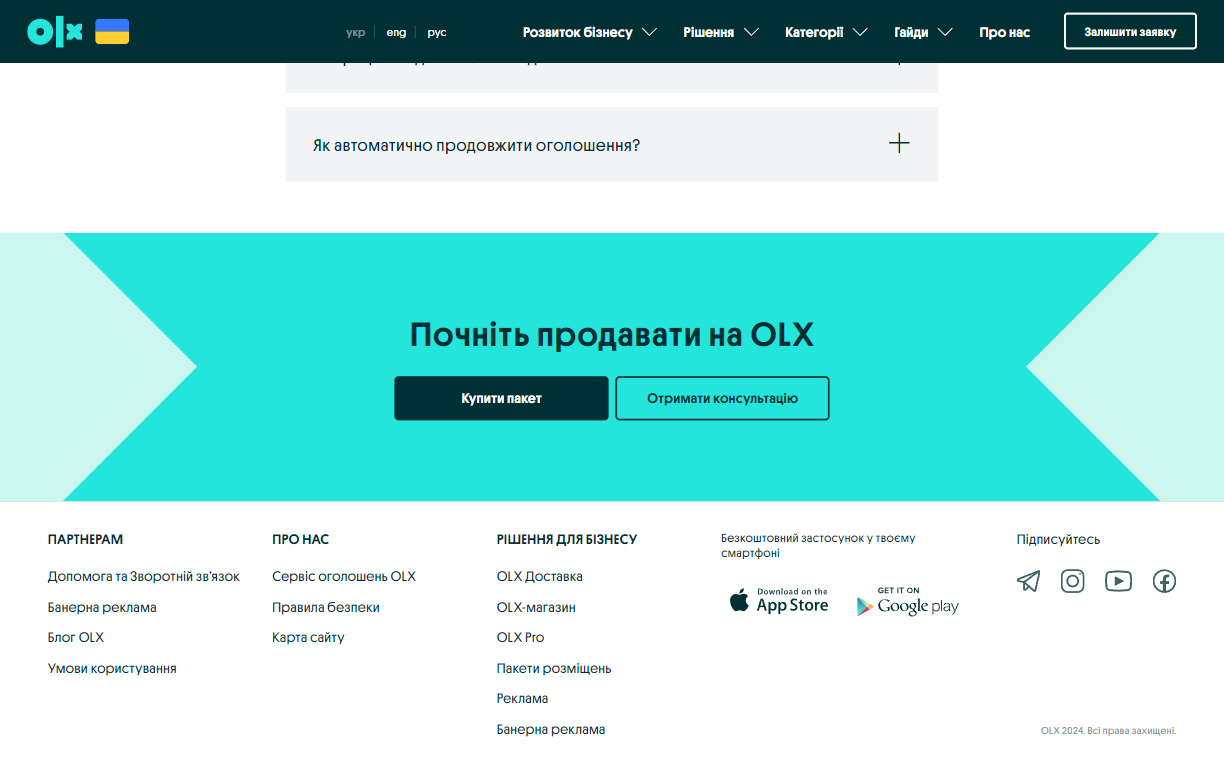 olx
укр
eng
рус
Розвиток бізнесу
Рішення
Категорії
Гайди
Про нас
Залишити заявку
Як автоматично продовжити оголошення?
Почніть продавати на OLX
Купити пакет
Отримати консультацію
ПАРТНЕРАМ
Допомога та Зворотній зв'язок
Банерна реклама
Блог OLX
Умови користування
ПРО НАС
Сервіс оголошень OLX
Правила безпеки
Карта сайту
РІШЕННЯ ДЛЯ БІЗНЕСУ
OLX Доставка
OLX-магазин
OLX Pro
Пакети розміщень
Реклама
Банерна реклама
Безкоштовний застосунок у твоєму
смартфоні
Download on the
App Store
GET IT ON
Google play
Підписуйтесь
OLX 2024. Всі права захищені.